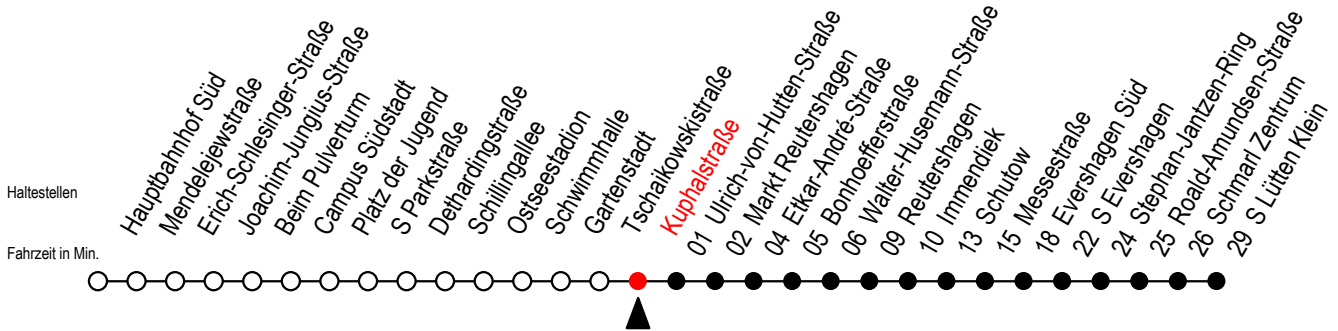 Haltestellen
Fahrzeit in Min.
Hauptbahnhof Süd
Mendelejewstraße
Erich-Schlesinger-Straße
Joachim-Jungius-Straße
Beim Pulverturm
Campus Südstadt
Platz der Jugend
S Parkstraße
Dethardingstraße
Schillingallee
Ostseestadion
Schwimmhalle
Gartenstadt
Tschaikowskistraße
Kuphalstraße
01 Ulrich-von-Hutten-Straße
02 Markt Reutershagen
04 Etkar-André-Straße
05 Bonhoefferstraße
06 Walter-Husemann-Straße
09 Reutershagen
10 Immendiek
13 Schutow
15 Messestraße
18 Evershagen Süd
22 S Evershagen
24 Stephan-Jantzen-Ring
25 Roald-Amundsen-Straße
26 Schmarl Zentrum
29 S Lütten Klein